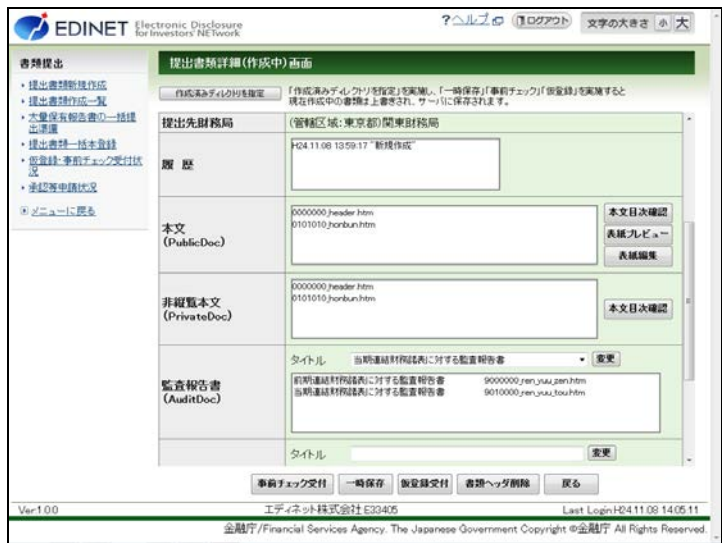 EDINET Electronic Disclosure for Investors' NETwork
?ヘルプ ログアウト 文字の大きさ 小 大
書類提出
提出書類新規作成
提出書類作成一覧
大量保有報告書の一括提出準備
提出書類一括本登録
仮登録・事前チェック受付状況
承認等申請状況
メニューに戻る
提出書類詳細(作成中)画面
作成済みディレクトリを指定
「作成済みディレクトリを指定」を実施し、「一時保存」「事前チェック」「仮登録」を実施すると
現在作成中の書類は上書きされ、サーバに保存されます。
提出先財務局 (管轄区域:東京都)関東財務局
履 歴
H24.11.08 13:59:17 "新規作成"
本文
(PublicDoc)
0000000_header.htm
0101010_honbun.htm
本文目次確認
表紙プレビュー
表紙編集
非縦覧本文
(PrivateDoc)
0000000_header.htm
0101010_honbun.htm
本文目次確認
監査報告書
(AuditDoc)
タイトル 当期連結財務諸表に対する監査報告書 変更
前期連結財務諸表に対する監査報告書 9000000_ren_yuu_zen.htm
当期連結財務諸表に対する監査報告書 9010000_ren_yuu_tou.htm
タイトル 変更
事前チェック受付 一時保存 仮登録受付 書類ヘッダ削除 戻る
Ver.1.0.0 エディネット株式会社 E33405 Last Login:H24.11.08 14:05:11
金融庁/Financial Services Agency. The Japanese Government Copyright ©金融庁 All Rights Reserved.